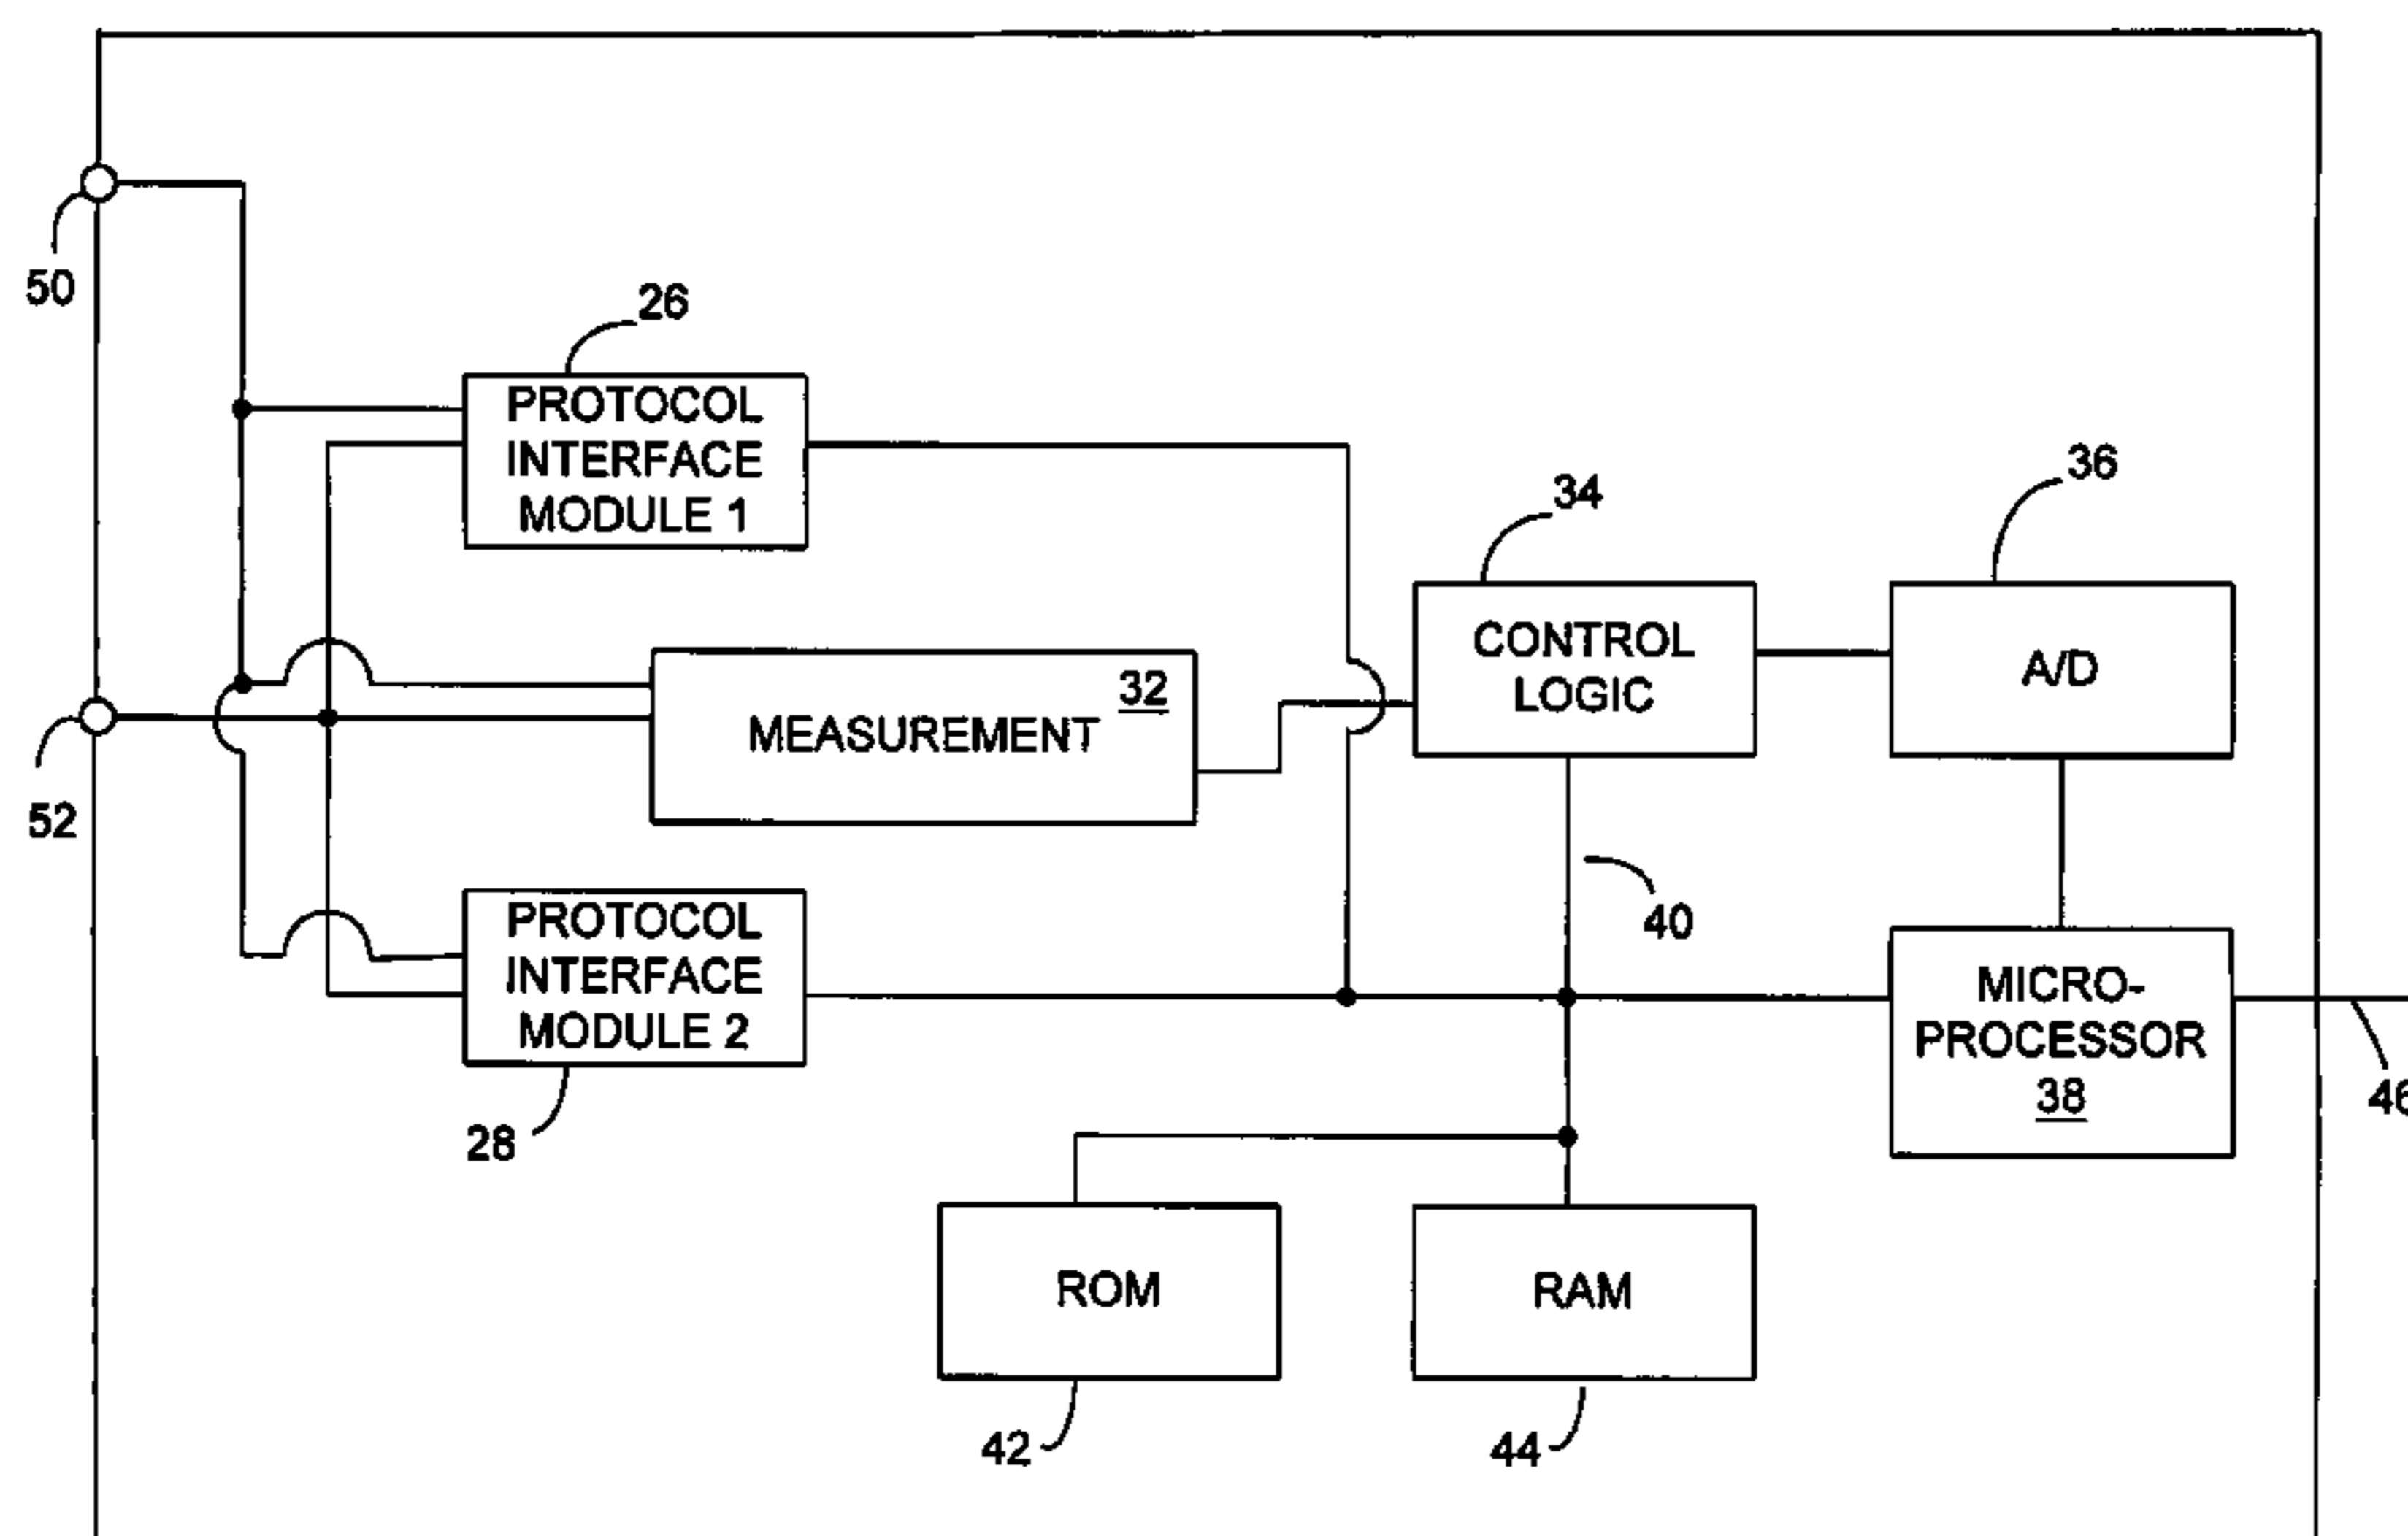 50
26
PROTOCOL
INTERFACE
MODULE 1
34
36
CONTROL
LOGIC
A/D
32
MEASUREMENT
52
40
PROTOCOL
INTERFACE
MODULE 2
28
MICRO-
PROCESSOR
38
46
ROM
RAM
42
44